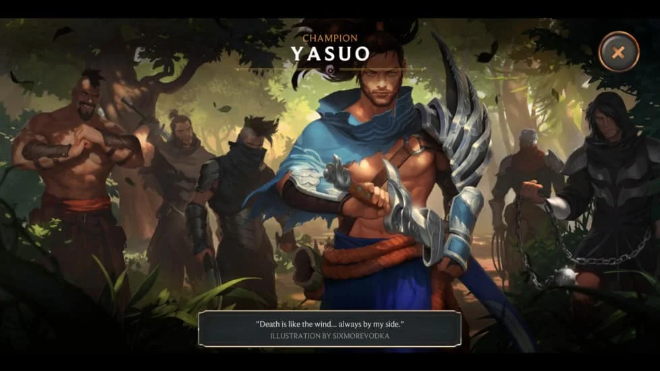 CHAMPION
YASUO
"Death is like the wind... always by my side."
ILLUSTRATION BY SIXMOREVODKA